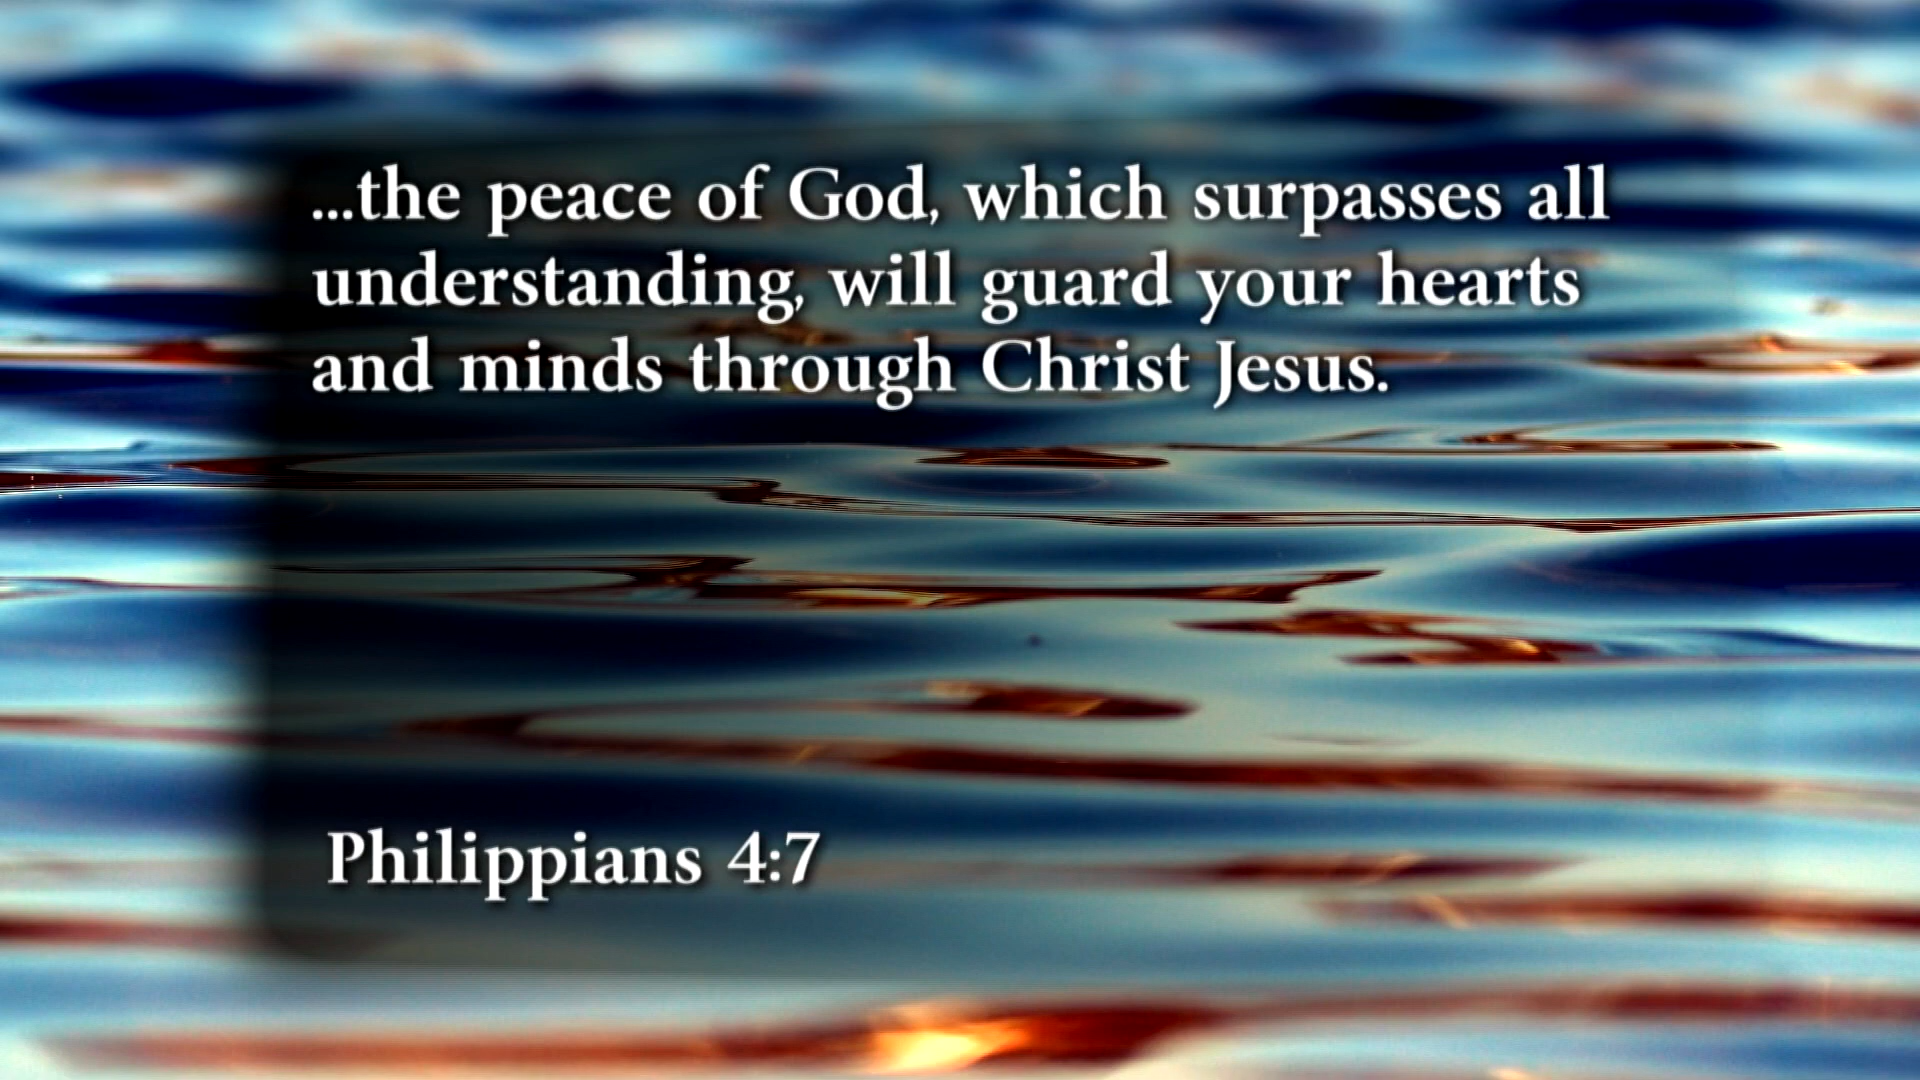 ...the peace of God, which surpasses all
understanding, will guard your hearts
and minds through Christ Jesus.
Philippians 4:7